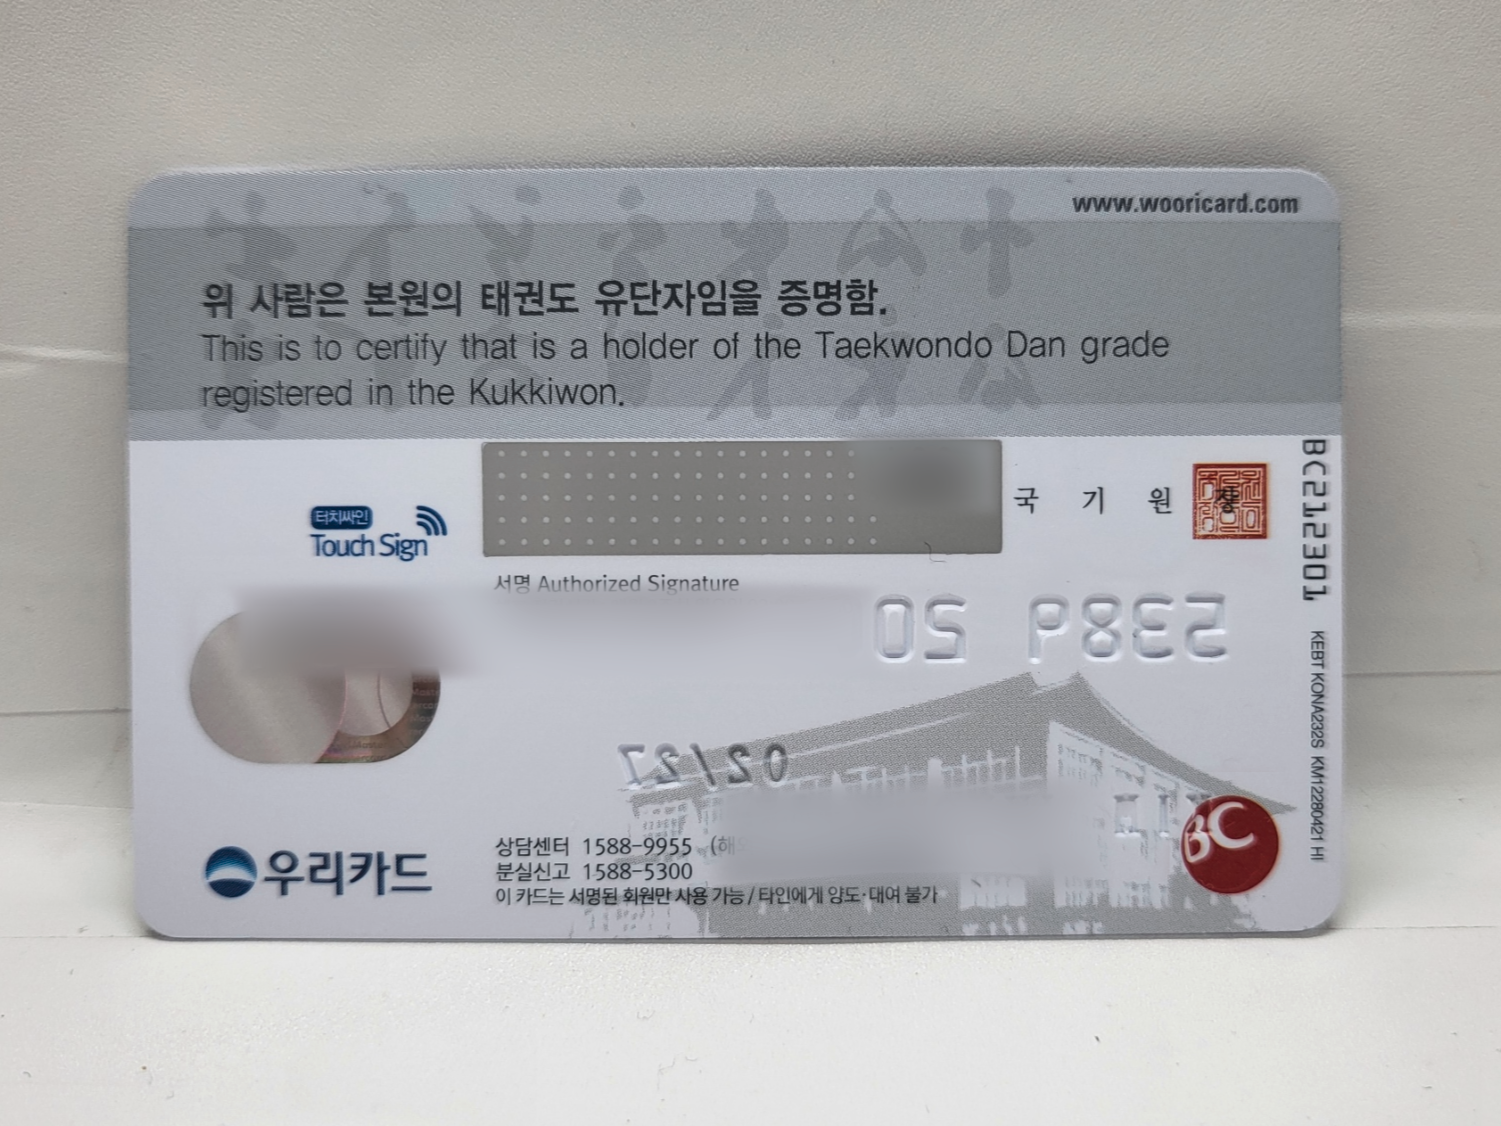 www.wooricard.com
위 사람은 본원의 태권도 유단자임을 증명함.
This is to certify that is a holder of the Taekwondo Dan grade
registered in the Kukkiwon.
국 기 원 장
터치싸인
Touch Sign
서명 Authorized Signature
BC212301
KEBT KONA232S KM12280421 HI
5389 20
02/27
우리카드
상담센터 1588-9955 (해
분실신고 1588-5300
이 카드는 서명된 회원만 사용 가능 / 타인에게 양도·대여 불가
BC